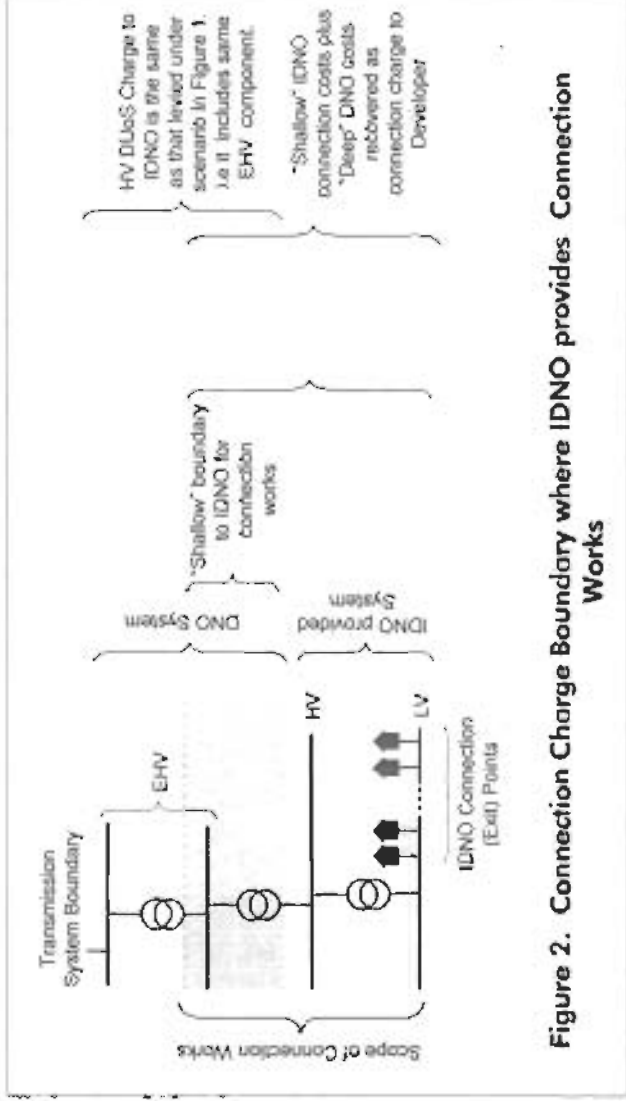 Transmission
System Boundary
EHV
HV
LV
IDNO Connection
(Exit) Points
Scope of Connection Works
DNO System
IDNO provided
System
"Shallow" boundary
to IDNO for
connection
works
HV DUoS Charge to
IDNO is the same
as that levied under
scenario in Figure 1.
i.e it includes same
EHV component.
"Shallow" IDNO
connection costs plus
"Deep" DNO costs
recovered as
connection charge to
Developer
Figure 2. Connection Charge Boundary where IDNO provides Connection
Works